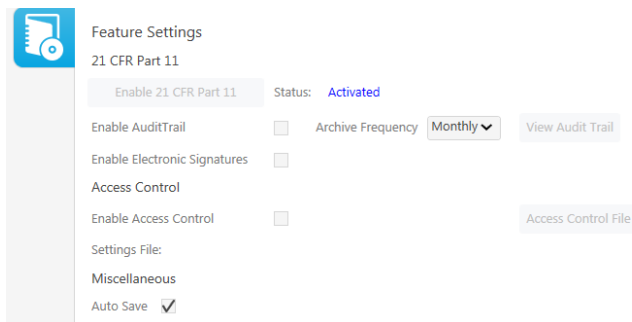 Feature Settings
21 CFR Part 11
Enable 21 CFR Part 11 Status: Activated
Enable AuditTrail Archive Frequency Monthly View Audit Trail
Enable Electronic Signatures
Access Control
Enable Access Control Access Control File
Settings File:
Miscellaneous
Auto Save